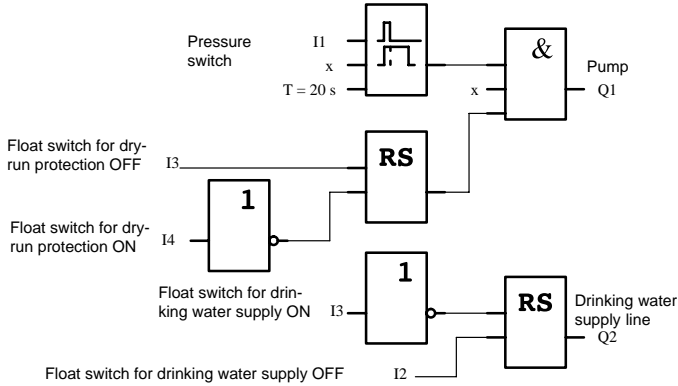 Pressure
switch
I1
x
T = 20 s
&
x
Pump
Q1
Float switch for dry-
run protection OFF
I3
RS
Float switch for dry-
run protection ON
I4
1
Float switch for drin-
king water supply ON
I3
1
RS
Drinking water
supply line
Q2
Float switch for drinking water supply OFF
I2